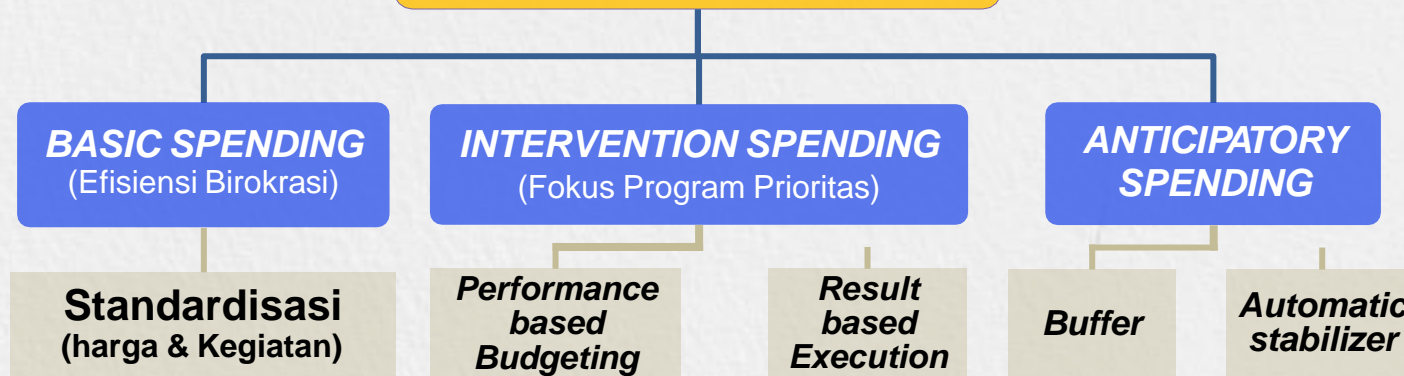 BASIC SPENDING
(Efisiensi Birokrasi)
INTERVENTION SPENDING
(Fokus Program Prioritas)
ANTICIPATORY
SPENDING
Standardisasi
(harga & Kegiatan)
Performance
based
Budgeting
Result
based
Execution
Buffer
Automatic
stabilizer